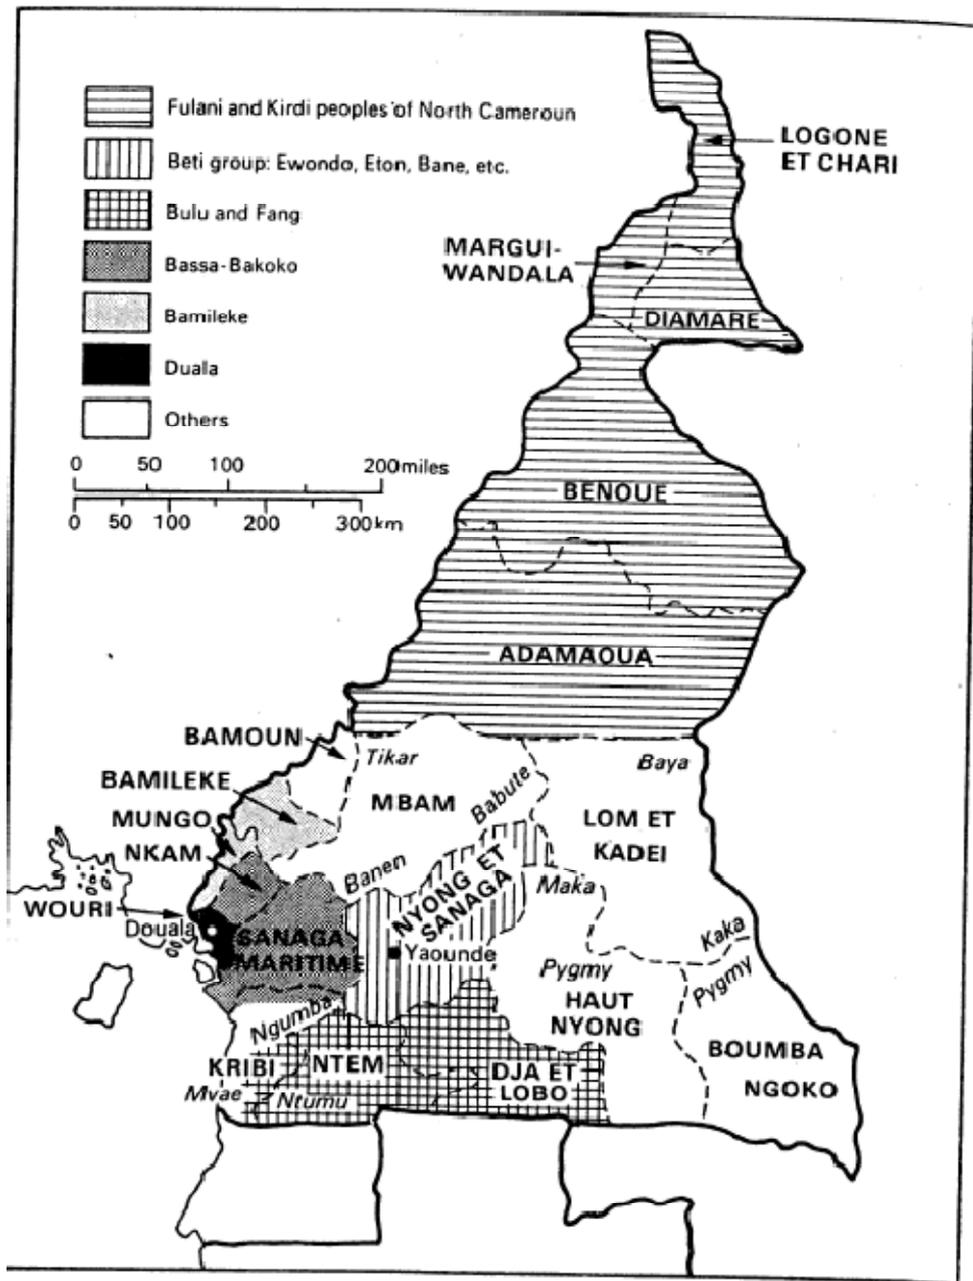 Fulani and Kirdi peoples of North Cameroun
Beti group: Ewondo, Eton, Bane, etc.
Bulu and Fang
Bassa-Bakoko
Bamileke
Dualla
Others
0 50 100 200 miles
0 50 100 200 300 km
LOGONE
ET CHARI
MARGUI-
WANDALA
DIAMARE
BENOUE
ADAMAOUA
BAMOUN
Tikar
Baya
BAMILEKE
MBAM
Babute
MUNGO
LOM ET
KADEI
NKAM
Banen
NYONG ET
SANAGA
Maka
WOURI
Douala
SANAGA
MARITIME
Yaounde
Kaka
Pygmy
Pygmy
HAUT
NYONG
Ngumba
BOUMBA
NGOKO
KRIBI
NTEM
DJA ET
LOBO
Mvae
Ntumu